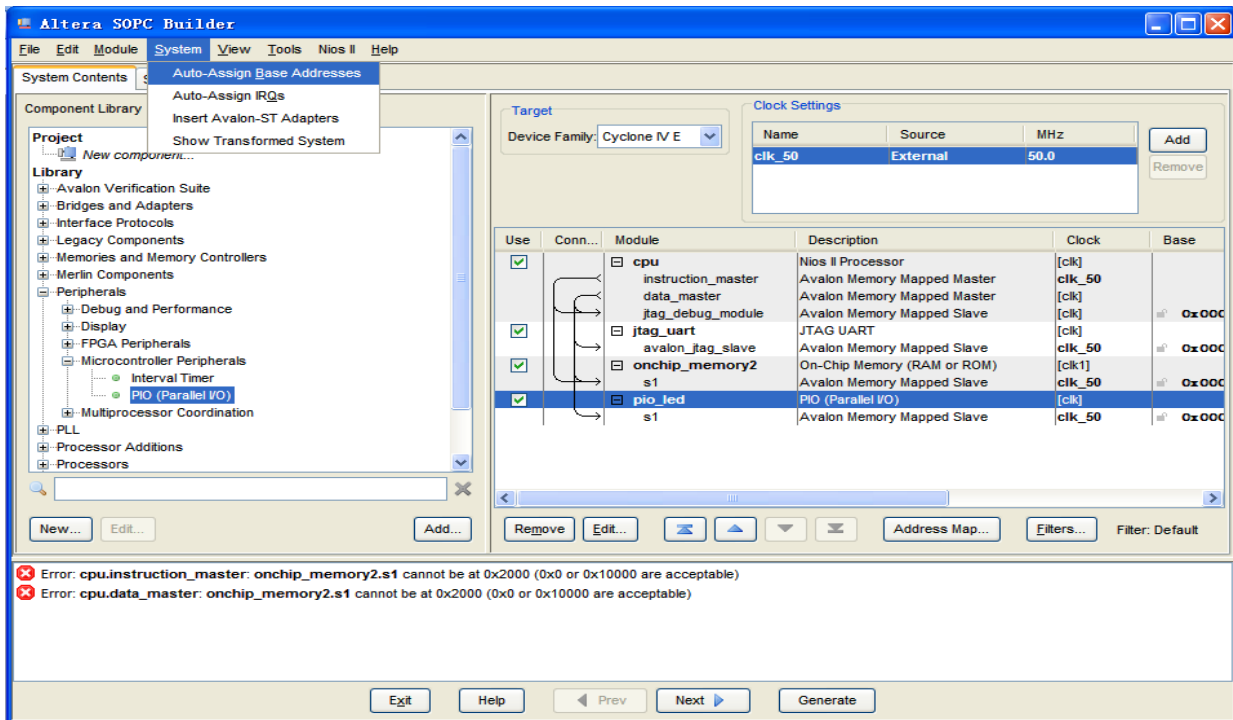 Altera SOPC Builder
File Edit Module System View Tools Nios II Help
System Contents
Auto-Assign Base Addresses
Auto-Assign IRQs
Insert Avalon-ST Adapters
Show Transformed System
Component Library
Project
New component...
Library
Avalon Verification Suite
Bridges and Adapters
Interface Protocols
Legacy Components
Memories and Memory Controllers
Merlin Components
Peripherals
Debug and Performance
Display
FPGA Peripherals
Microcontroller Peripherals
Interval Timer
PIO (Parallel I/O)
Multiprocessor Coordination
PLL
Processor Additions
Processors
New... Edit... Add...
Target
Device Family: Cyclone IV E
Clock Settings
Name Source MHz
clk_50 External 50.0
Add
Remove
Use Conn... Module Description Clock Base
cpu Nios II Processor [clk]
instruction_master Avalon Memory Mapped Master clk_50
data_master Avalon Memory Mapped Master [clk]
jtag_debug_module Avalon Memory Mapped Slave [clk] 0x000
jtag_uart JTAG UART [clk]
avalon_jtag_slave Avalon Memory Mapped Slave clk_50 0x000
onchip_memory2 On-Chip Memory (RAM or ROM) [clk1]
s1 Avalon Memory Mapped Slave clk_50 0x000
pio_led PIO (Parallel I/O) [clk]
s1 Avalon Memory Mapped Slave clk_50 0x000
Remove Edit... Address Map... Filters... Filter: Default
Error: cpu.instruction_master: onchip_memory2.s1 cannot be at 0x2000 (0x0 or 0x10000 are acceptable)
Error: cpu.data_master: onchip_memory2.s1 cannot be at 0x2000 (0x0 or 0x10000 are acceptable)
Exit Help Prev Next Generate